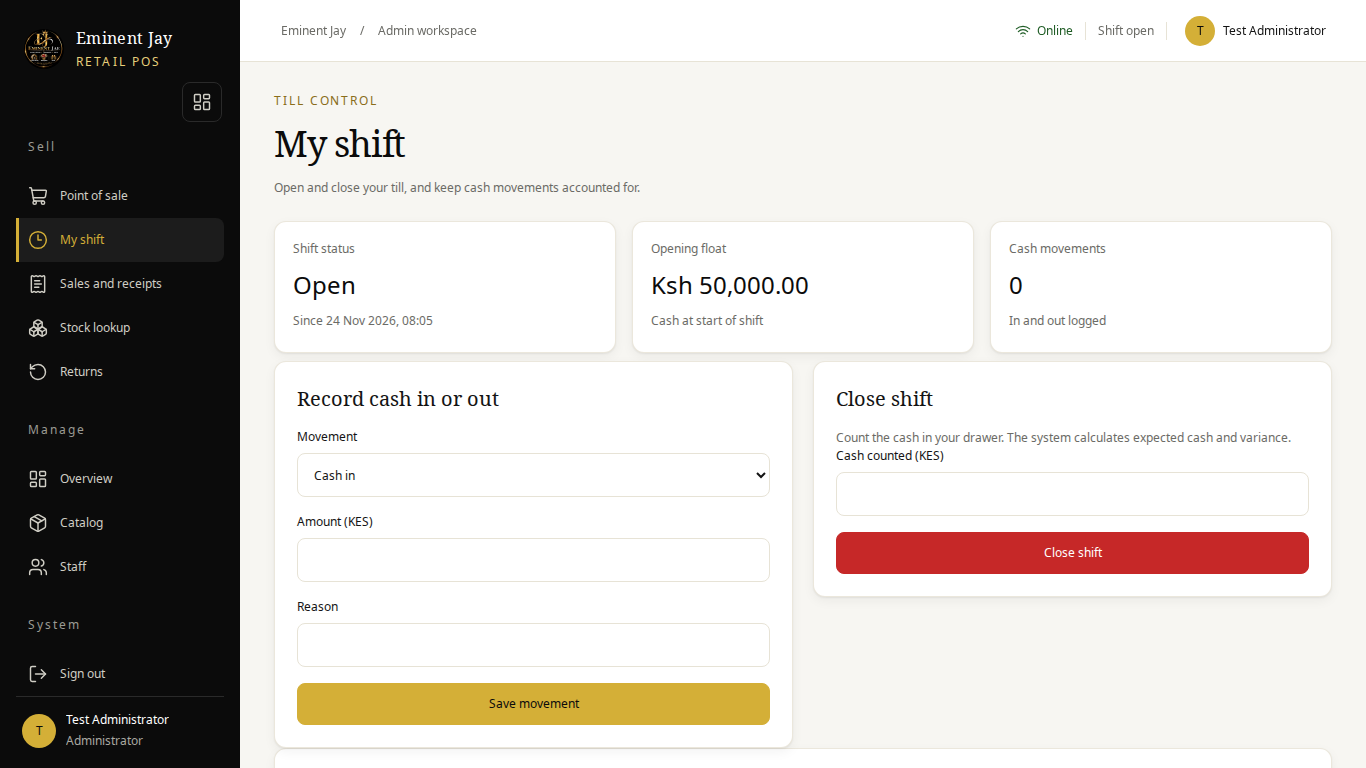 Eminent Jay
RETAIL POS
Sell
Point of sale
My shift
Sales and receipts
Stock lookup
Returns
Manage
Overview
Catalog
Staff
System
Sign out
T
Test Administrator
Administrator
Eminent Jay / Admin workspace
Online
Shift open
T
Test Administrator
TILL CONTROL
My shift
Open and close your till, and keep cash movements accounted for.
Shift status
Open
Since 24 Nov 2026, 08:05
Opening float
Ksh 50,000.00
Cash at start of shift
Cash movements
0
In and out logged
Record cash in or out
Movement
Cash in
Amount (KES)
Reason
Save movement
Close shift
Count the cash in your drawer. The system calculates expected cash and variance.
Cash counted (KES)
Close shift